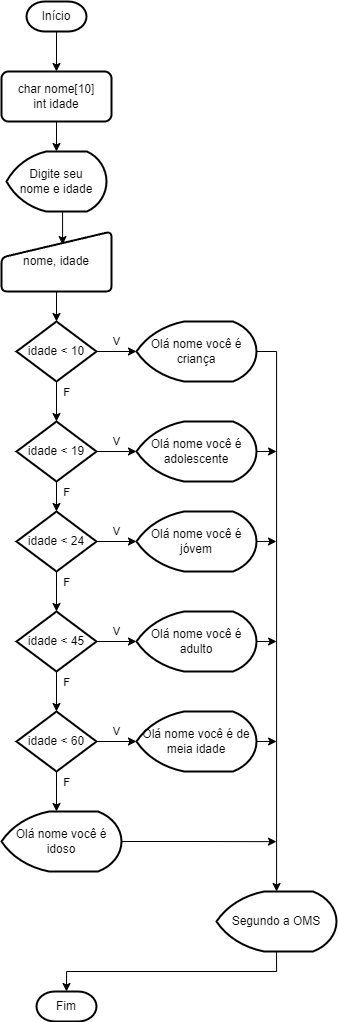 Início
char nome[10]
int idade
Digite seu
nome e idade
nome, idade
idade < 10
V
Olá nome você é
criança
F
idade < 19
V
Olá nome você é
adolescente
F
idade < 24
V
Olá nome você é
jóvem
F
idade < 45
V
Olá nome você é
adulto
F
idade < 60
V
Olá nome você é de
meia idade
F
Olá nome você é
idoso
Segundo a OMS
Fim